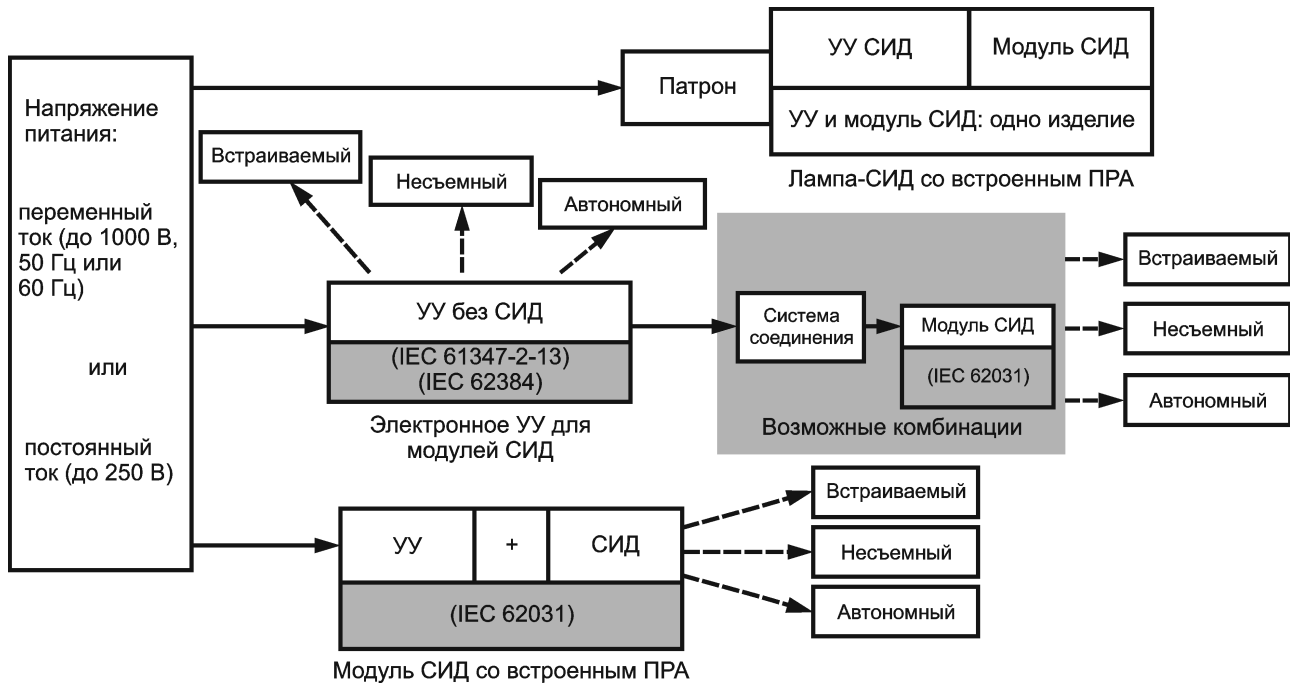 Напряжение
питания:
переменный
ток (до 1000 В,
50 Гц или
60 Гц)
или
постоянный
ток (до 250 В)
Патрон
УУ СИД
Модуль СИД
УУ и модуль СИД: одно изделие
Лампа-СИД со встроенным ПРА
Встраиваемый
Несъемный
Автономный
УУ без СИД
(IEC 61347-2-13)
(IEC 62384)
Электронное УУ для
модулей СИД
Система
соединения
Модуль СИД
(IEC 62031)
Возможные комбинации
Встраиваемый
Несъемный
Автономный
УУ
+
СИД
(IEC 62031)
Модуль СИД со встроенным ПРА
Встраиваемый
Несъемный
Автономный